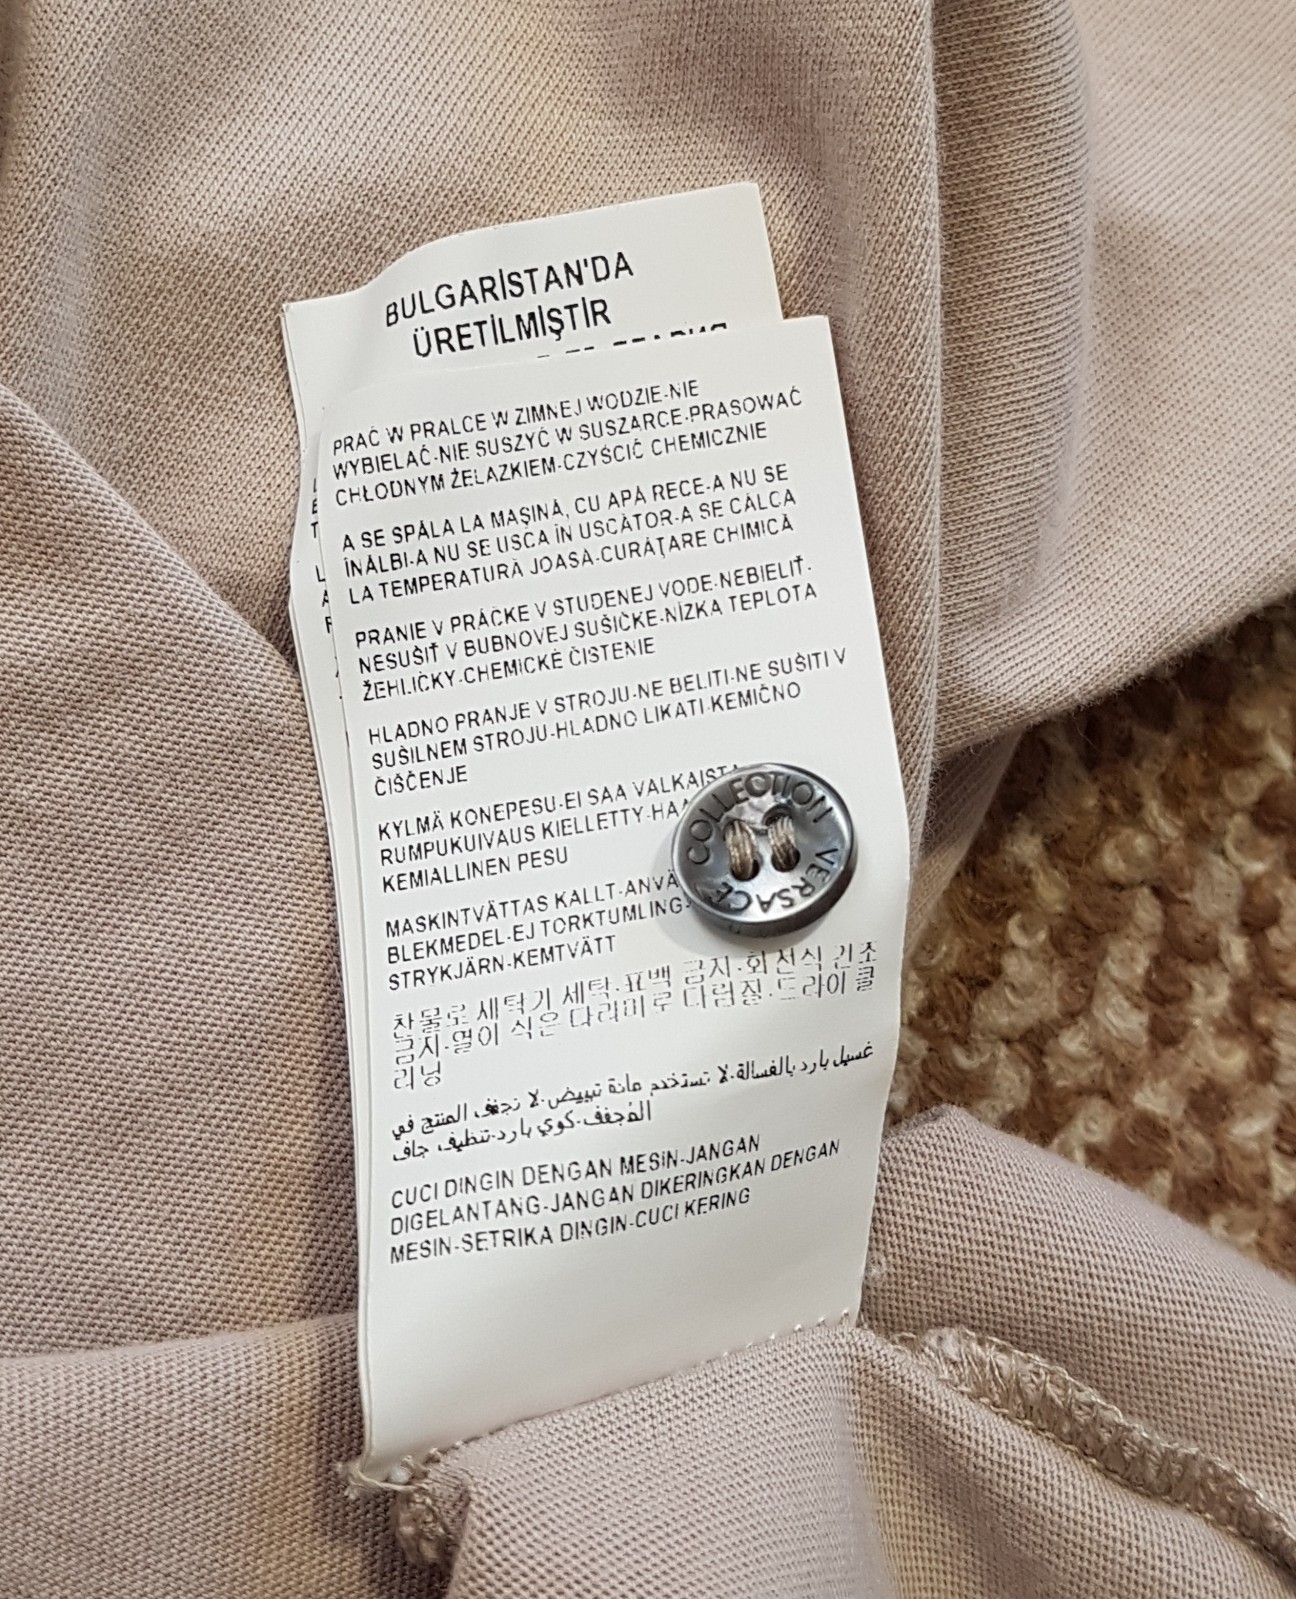 BULGARİSTAN'DA
ÜRETİLMİŞTİR
PRAĆ W PRALCE W ZIMNEJ WODZIE-NIE
WYBIELAĆ-NIE SUSZYĆ W SUSZARCE-PRASOWAĆ
CHŁODNYM ŻELAZKIEM-CZYŚCIĆ CHEMICZNIE
A SE SPĂLA LA MAŞINĂ, CU APĂ RECE-A NU SE
ÎNĂLBI-A NU SE USCA ÎN USCĂTOR-A SE CĂLCA
LA TEMPERATURĂ JOASĂ-CURĂŢARE CHIMICĂ
PRANIE V PRÁČKE V STUDENEJ VODE-NEBIELIŤ-
NESUŠIŤ V BUBNOVEJ SUŠIČKE-NÍZKA TEPLOTA
ŽEHLIČKY-CHEMICKÉ ČISTENIE
HLADNO PRANJE V STROJU-NE BELITI-NE SUŠITI V
SUŠILNEM STROJU-HLADNO LIKATI-KEMIČNO
ČIŠČENJE
KYLMÄ KONEPESU-EI SAA VALKAISTA
RUMPUKUIVAUS KIELLETTY-HAA
KEMIALLINEN PESU
MASKINTVÄTTAS KALLT-ANVÄ
BLEKMEDEL-EJ TORKTUMLING-
STRYKJÄRN-KEMTVÄTT
찬물로 세탁기 세탁·표백 금지·회전식 건조
금지·열이 식은 다리미로 다림질·드라이클
리닝
غسيل بارد بالغسالة-لا تستخدم مادة تبييض-لا تجفف المنتج في
المُجفف-كوي بارد-تنظيف جاف
CUCI DINGIN DENGAN MESIN-JANGAN
DIGELANTANG-JANGAN DIKERINGKAN DENGAN
MESIN-SETRIKA DINGIN-CUCI KERING
COLLECTION
VERSACE